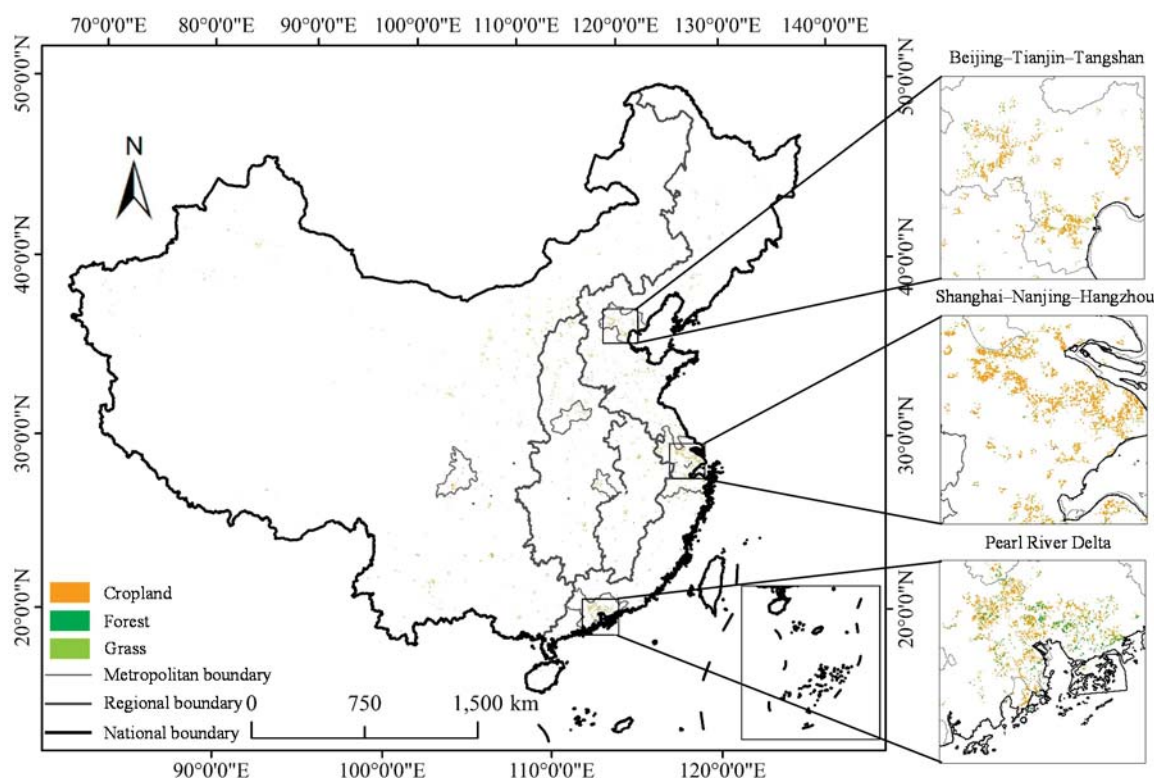 70°0'0"E 80°0'0"E 90°0'0"E 100°0'0"E 110°0'0"E 120°0'0"E 130°0'0"E 140°0'0"E
50°0'0"N
40°0'0"N
30°0'0"N
20°0'0"N
N
50°0'0"N
40°0'0"N
30°0'0"N
20°0'0"N
Beijing–Tianjin–Tangshan
Shanghai–Nanjing–Hangzhou
Pearl River Delta
Cropland
Forest
Grass
Metropolitan boundary
Regional boundary
National boundary
0 750 1,500 km
90°0'0"E 100°0'0"E 110°0'0"E 120°0'0"E